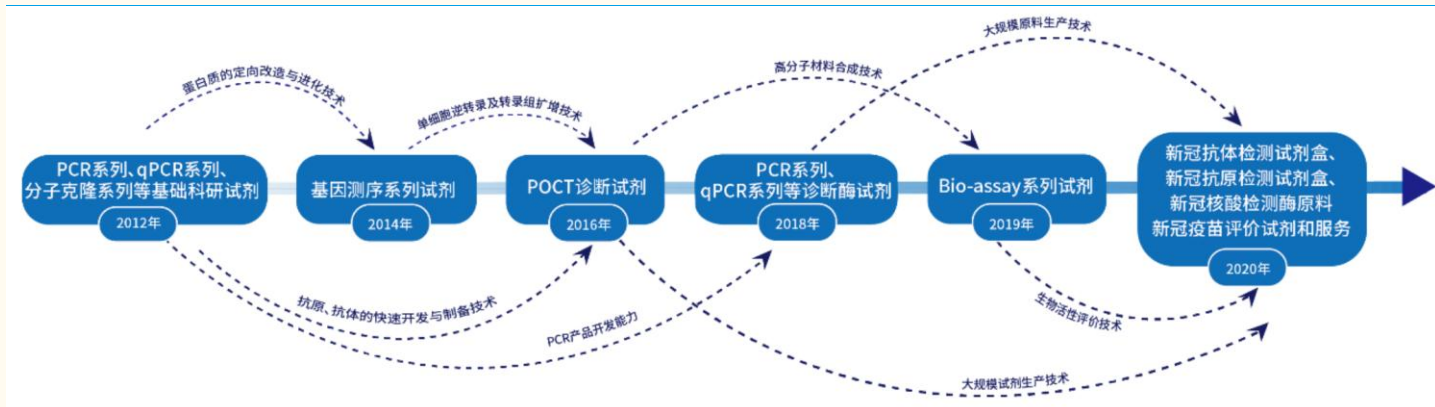 大规模原料生产技术
高分子材料合成技术
蛋白质的定向改造与进化技术
单细胞逆转录及转录组扩增技术
PCR系列、qPCR系列、
分子克隆系列等基础科研试剂
2012年
基因测序系列试剂
2014年
POCT诊断试剂
2016年
PCR系列、
qPCR系列等诊断酶试剂
2018年
Bio-assay系列试剂
2019年
新冠抗体检测试剂盒、
新冠抗原检测试剂盒、
新冠核酸检测酶原料
新冠疫苗评价试剂和服务
2020年
抗原、抗体的快速开发与制备技术
PCR产品开发能力
生物活性评价技术
大规模试剂生产技术